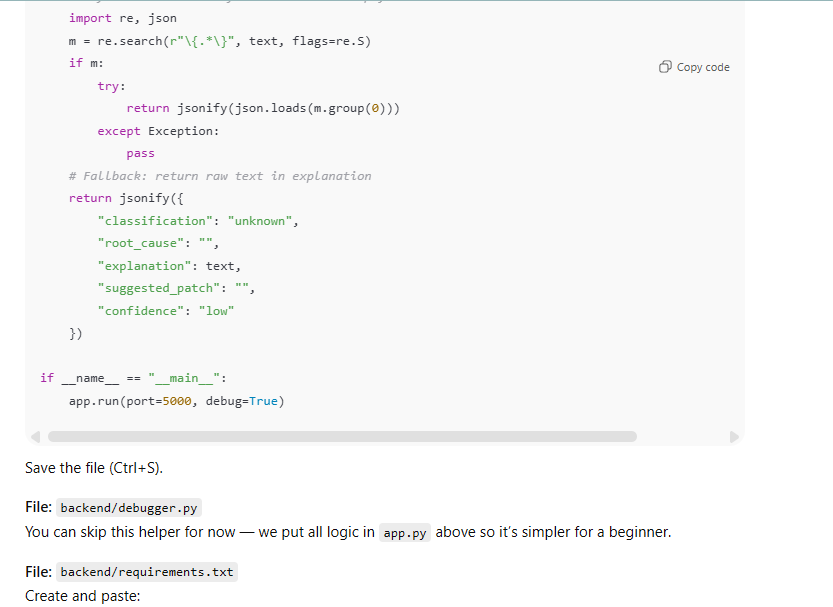 import re, json
m = re.search(r"\{.*\}", text, flags=re.S)
if m:
Copy code
try:
return jsonify(json.loads(m.group(0)))
except Exception:
pass
# Fallback: return raw text in explanation
return jsonify({
"classification": "unknown",
"root_cause": "",
"explanation": text,
"suggested_patch": "",
"confidence": "low"
})
if __name__ == "__main__":
app.run(port=5000, debug=True)
Save the file (Ctrl+S).
File: backend/debugger.py
You can skip this helper for now — we put all logic in app.py above so it's simpler for a beginner.
File: backend/requirements.txt
Create and paste: